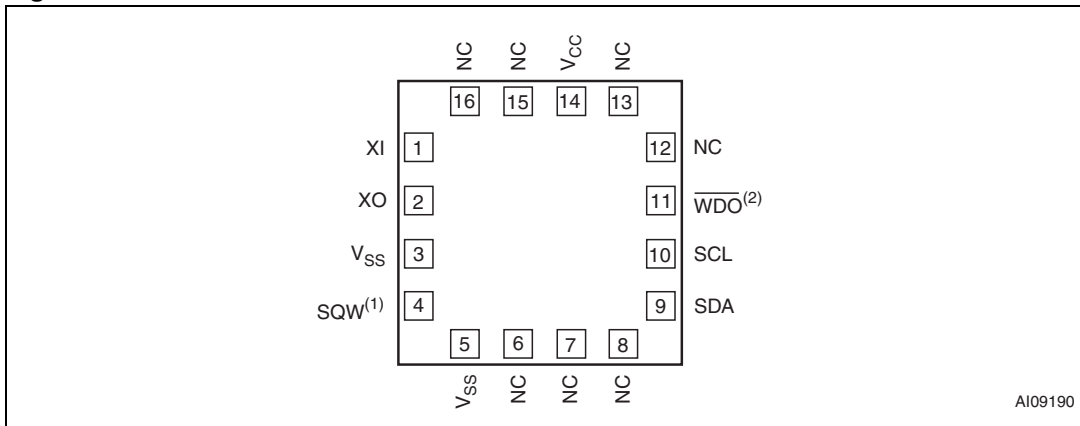 NC NC VCC NC
16 15 14 13
XI 1 12 NC
XO 2 11 WDO(2)
VSS 3 10 SCL
SQW(1) 4 9 SDA
5 6 7 8
VSS NC NC NC
AI09190